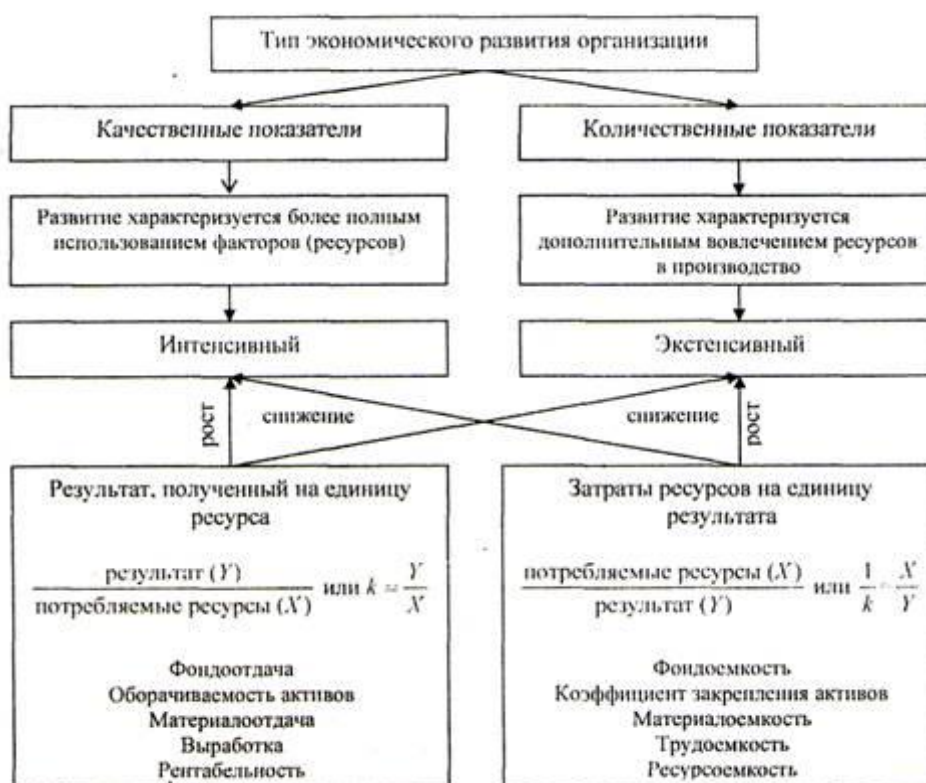 Тип экономического развития организации
Качественные показатели
Количественные показатели
Развитие характеризуется более полным
использованием факторов (ресурсов)
Развитие характеризуется
дополнительным вовлечением ресурсов
в производство
Интенсивный
Экстенсивный
рост
снижение
снижение
рост
Результат, полученный на единицу
ресурса
результат (Y) / потребляемые ресурсы (X) или k = Y / X
Фондоотдача
Оборачиваемость активов
Материалоотдача
Выработка
Рентабельность
Затраты ресурсов на единицу
результата
потребляемые ресурсы (X) / результат (Y) или 1 / k = X / Y
Фондоемкость
Коэффициент закрепления активов
Материалоемкость
Трудоемкость
Ресурсоемкость